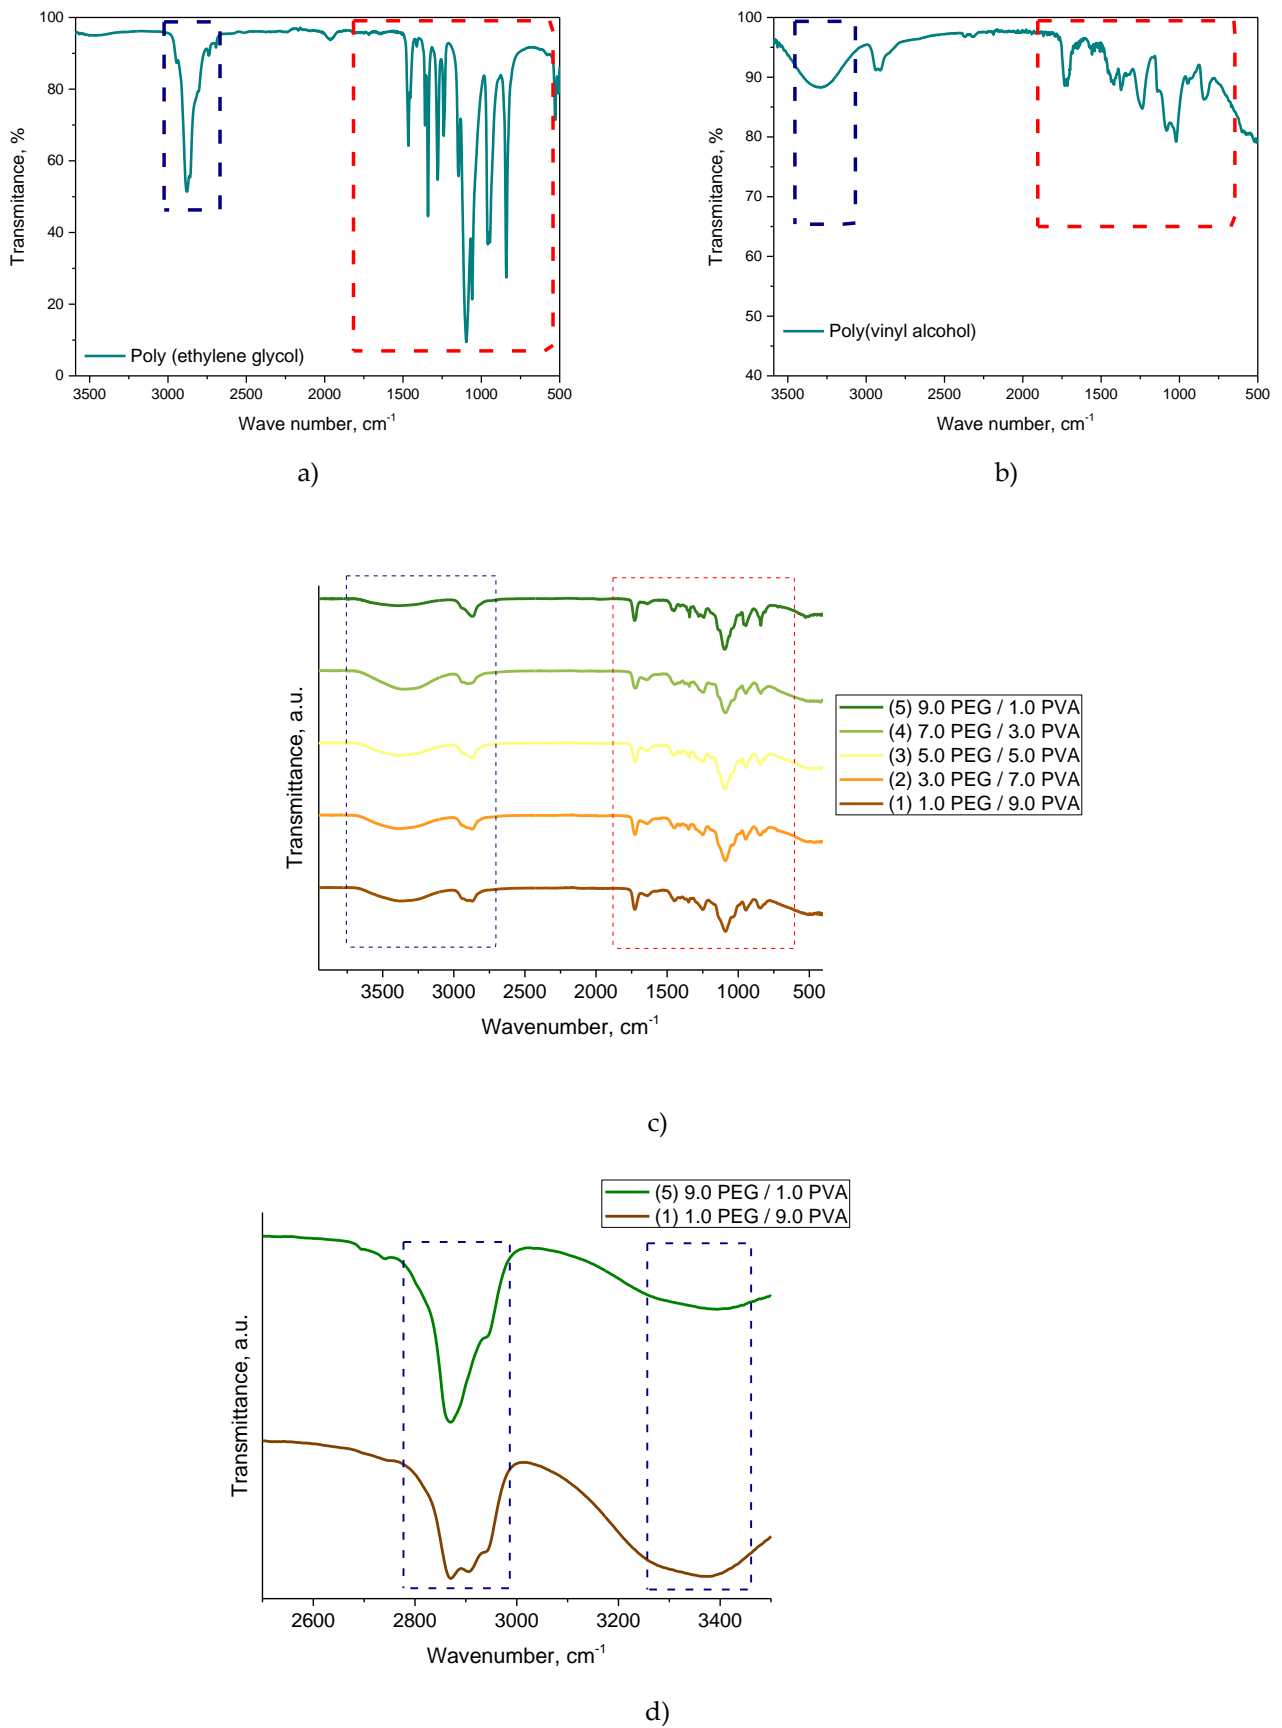 100
80
60
40
20
0
Transmitance, %
Poly (ethylene glycol)
3500 3000 2500 2000 1500 1000 500
Wave number, cm-1
a)
100
90
80
70
60
50
40
Transmitance, %
Poly(vinyl alcohol)
3500 3000 2500 2000 1500 1000 500
Wave number, cm-1
b)
Transmittance, a.u.
(5) 9.0 PEG / 1.0 PVA
(4) 7.0 PEG / 3.0 PVA
(3) 5.0 PEG / 5.0 PVA
(2) 3.0 PEG / 7.0 PVA
(1) 1.0 PEG / 9.0 PVA
3500 3000 2500 2000 1500 1000 500
Wavenumber, cm-1
c)
(5) 9.0 PEG / 1.0 PVA
(1) 1.0 PEG / 9.0 PVA
Transmittance, a.u.
2600 2800 3000 3200 3400
Wavenumber, cm-1
d)